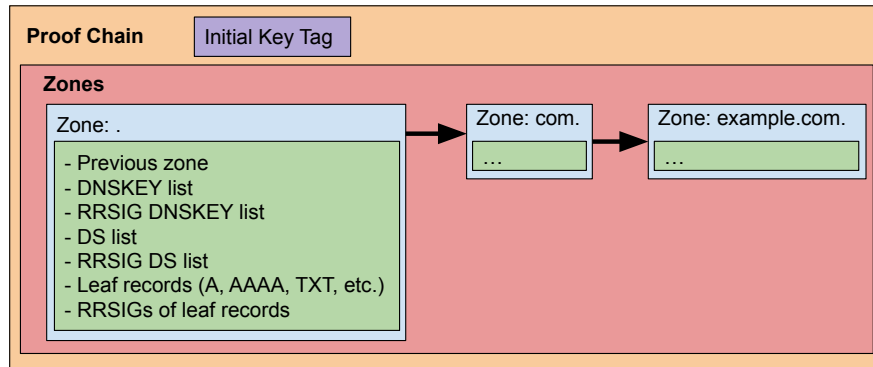 Proof Chain
Initial Key Tag
Zones
Zone: .
- Previous zone
- DNSKEY list
- RRSIG DNSKEY list
- DS list
- RRSIG DS list
- Leaf records (A, AAAA, TXT, etc.)
- RRSIGs of leaf records
Zone: com.
...
Zone: example.com.
...